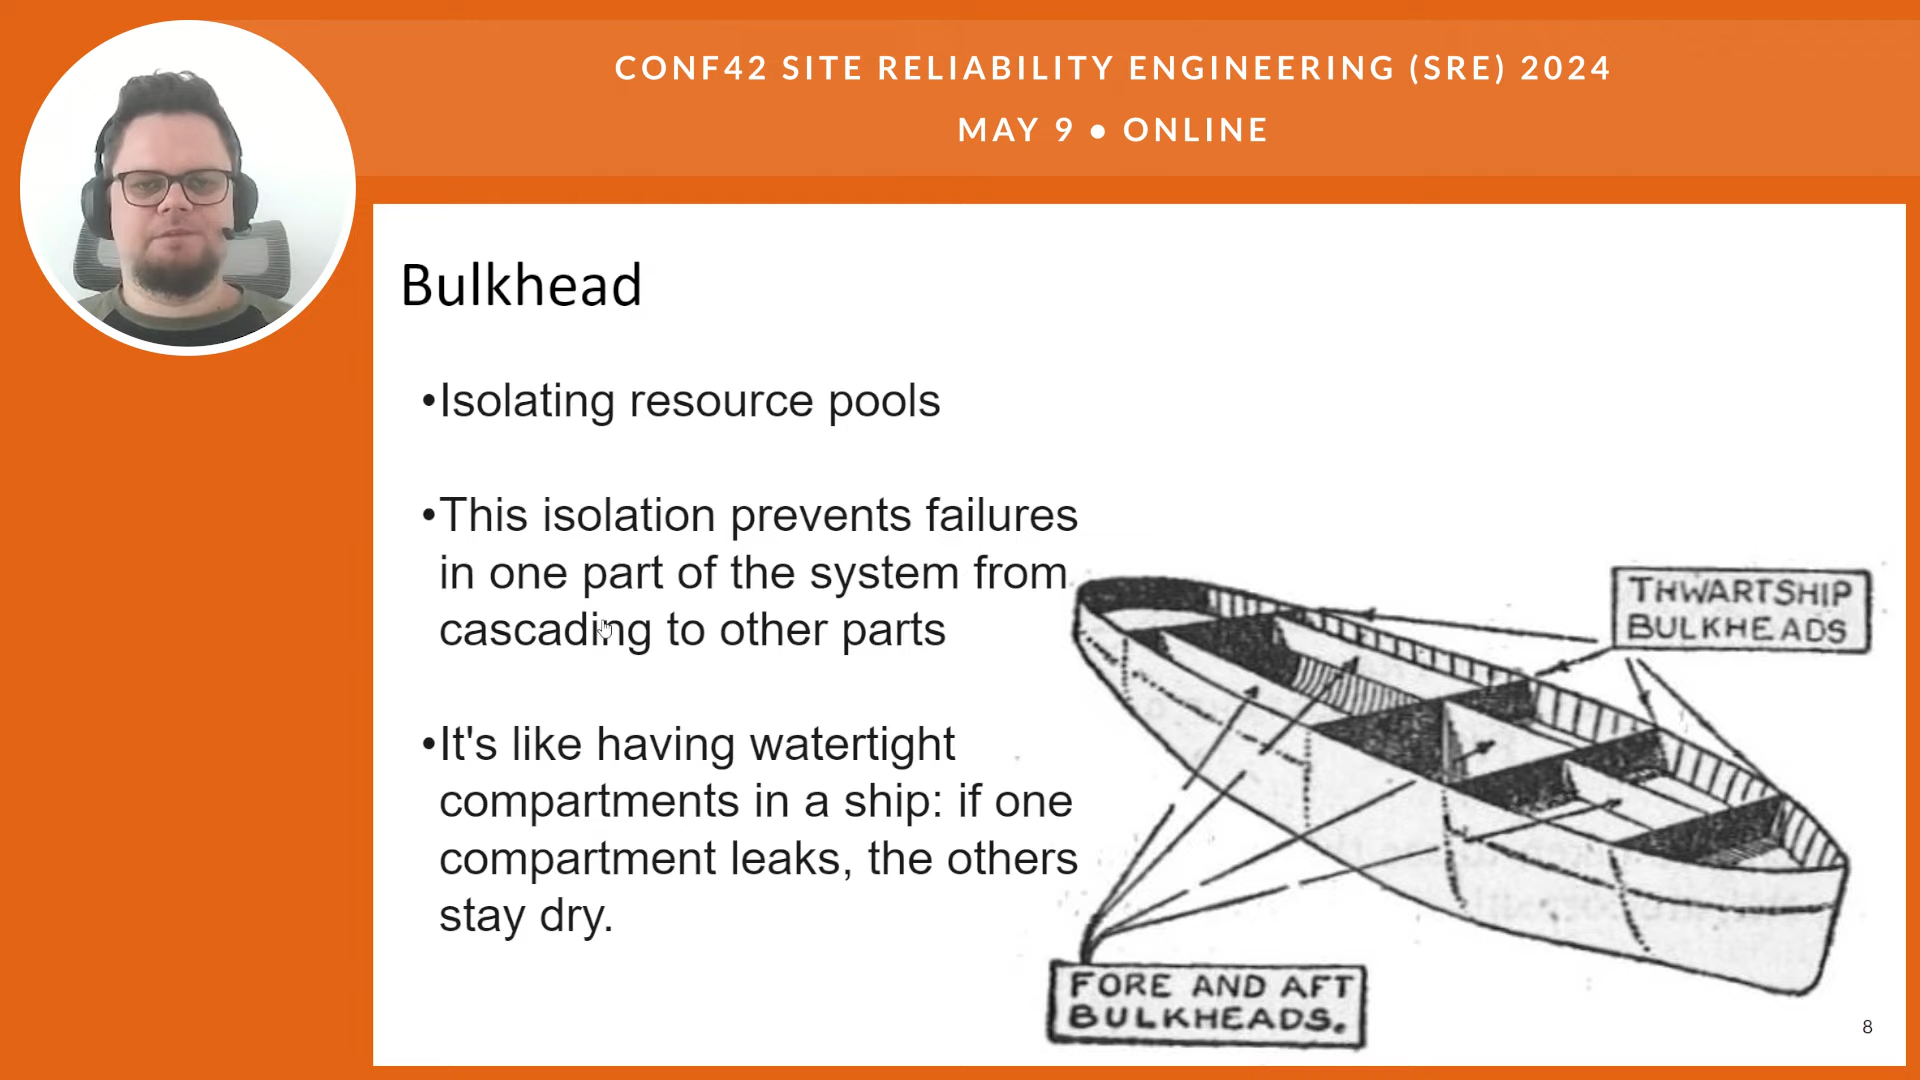 CONF42 SITE RELIABILITY ENGINEERING (SRE) 2024
MAY 9 ● ONLINE
Bulkhead
•Isolating resource pools
•This isolation prevents failures
in one part of the system from
cascading to other parts
•It's like having watertight
compartments in a ship: if one
compartment leaks, the others
stay dry.
THWARTSHIP
BULKHEADS
FORE AND AFT
BULKHEADS.
8